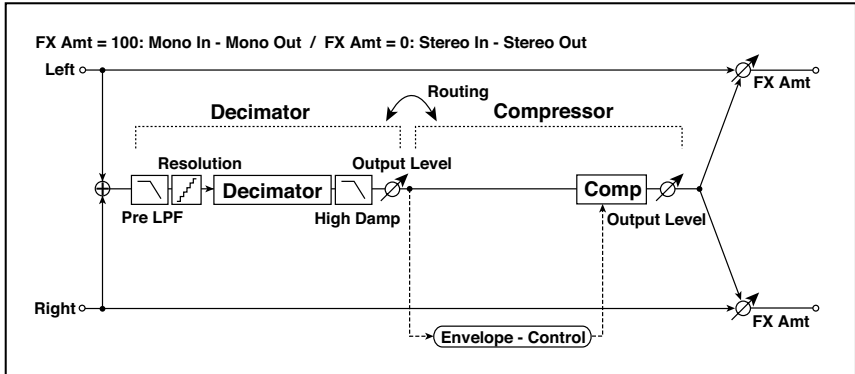 FX Amt = 100: Mono In - Mono Out / FX Amt = 0: Stereo In - Stereo Out
Left
FX Amt
Routing
Decimator
Compressor
Resolution
Output Level
Decimator
Comp
Pre LPF
High Damp
Output Level
Right
FX Amt
Envelope - Control